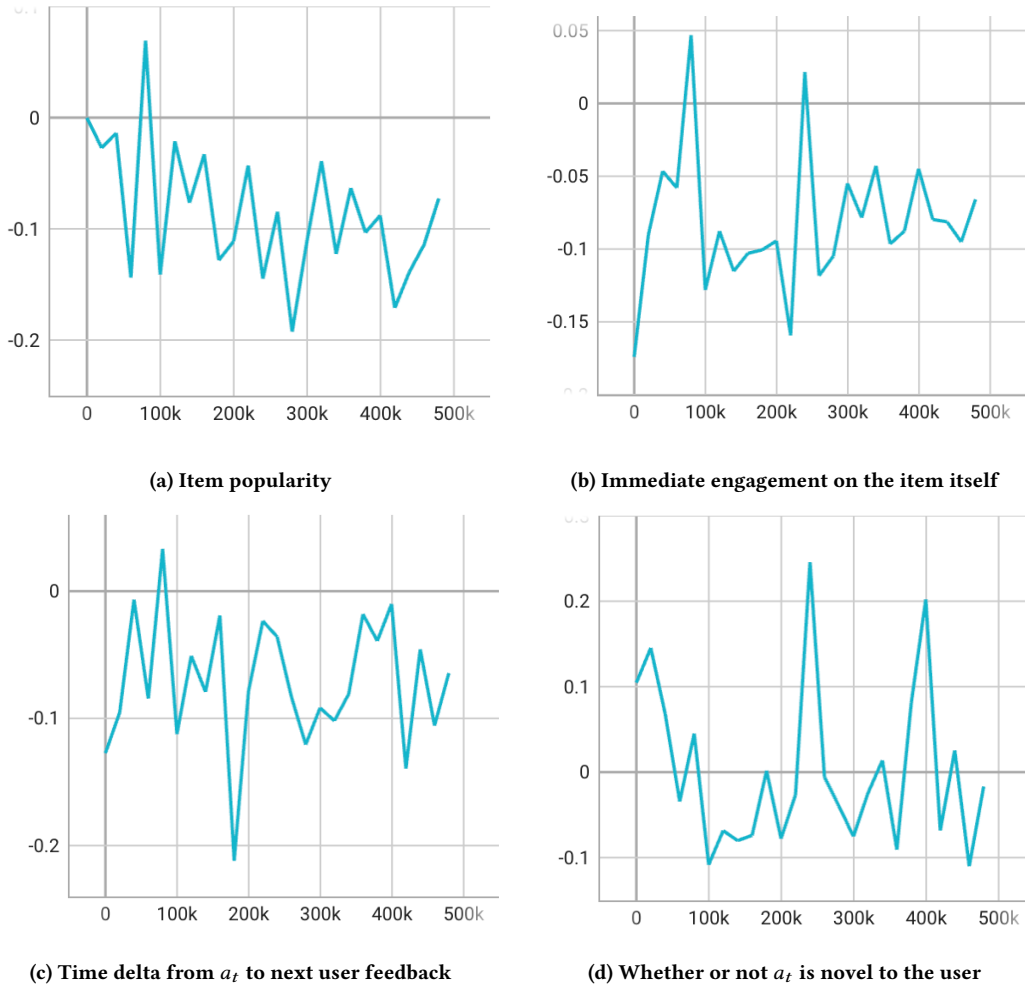 0
-0.1
-0.2
0 100k 200k 300k 400k 500k
(a) Item popularity
0.05
0
-0.05
-0.1
-0.15
0 100k 200k 300k 400k 500k
(b) Immediate engagement on the item itself
0
-0.1
-0.2
0 100k 200k 300k 400k 500k
(c) Time delta from a_t to next user feedback
0.2
0.1
0
-0.1
0 100k 200k 300k 400k 500k
(d) Whether or not a_t is novel to the user